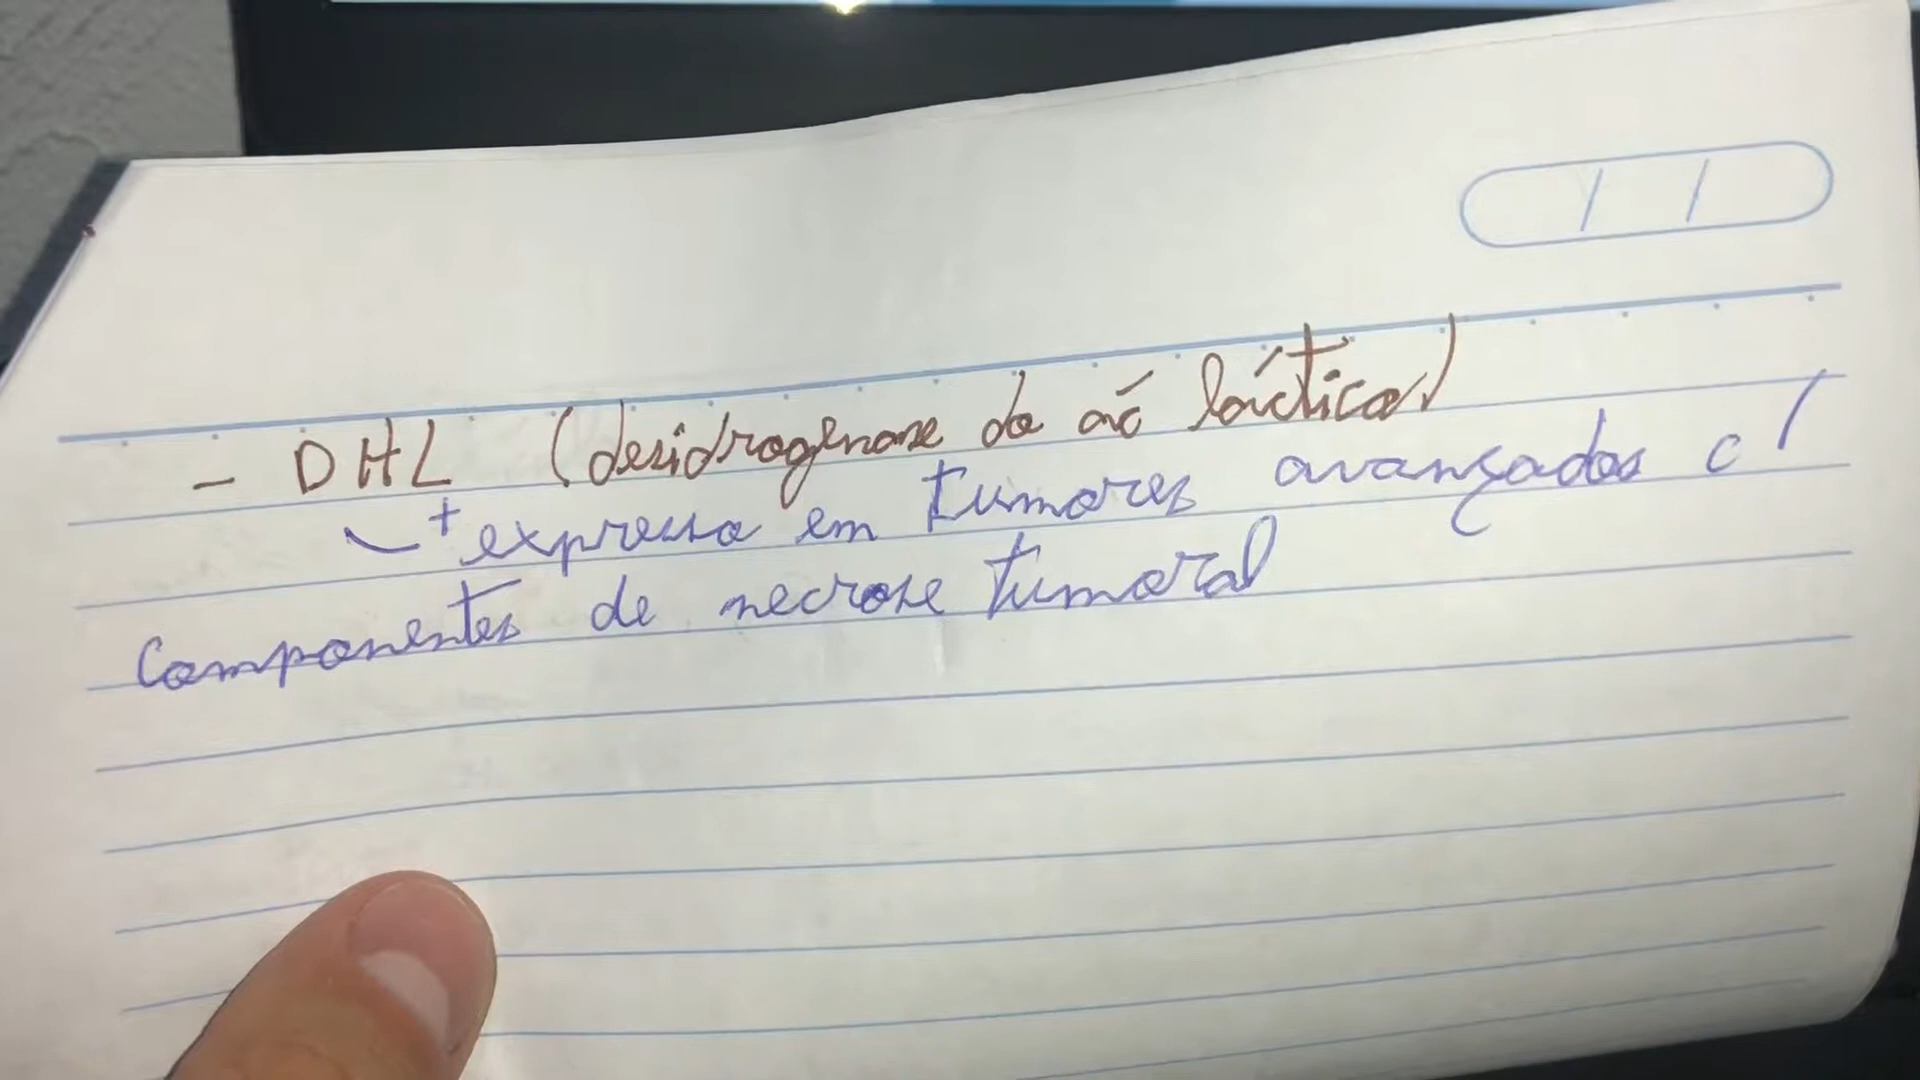 - DHL (desidrogenase do ác láctico)
+ expressa em tumores avançados c/
componentes de necrose tumoral